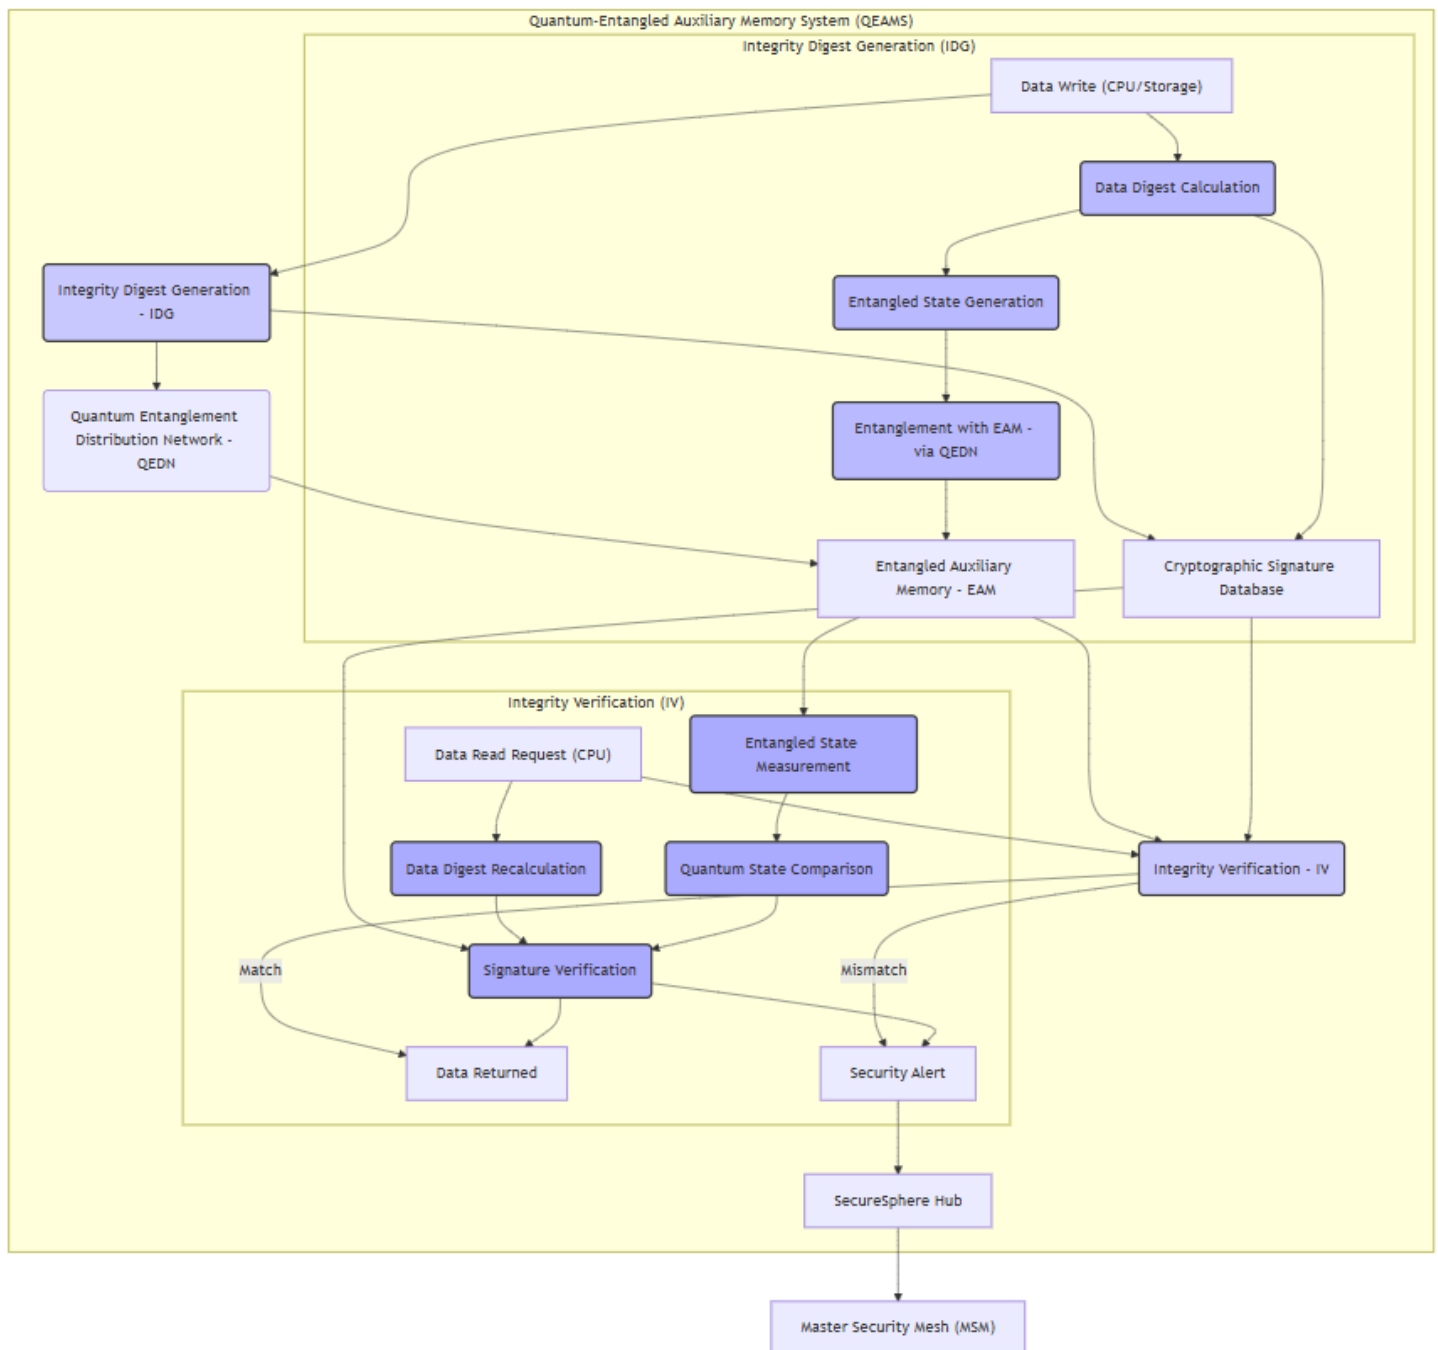 Quantum-Entangled Auxiliary Memory System (QEAMS)
Integrity Digest Generation (IDG)
Data Write (CPU/Storage)
Data Digest Calculation
Integrity Digest Generation
- IDG
Entangled State Generation
Quantum Entanglement
Distribution Network -
QEDN
Entanglement with EAM -
via QEDN
Entangled Auxiliary
Memory - EAM
Cryptographic Signature
Database
Integrity Verification (IV)
Data Read Request (CPU)
Entangled State
Measurement
Data Digest Recalculation
Quantum State Comparison
Integrity Verification - IV
Match
Signature Verification
Mismatch
Data Returned
Security Alert
SecureSphere Hub
Master Security Mesh (MSM)